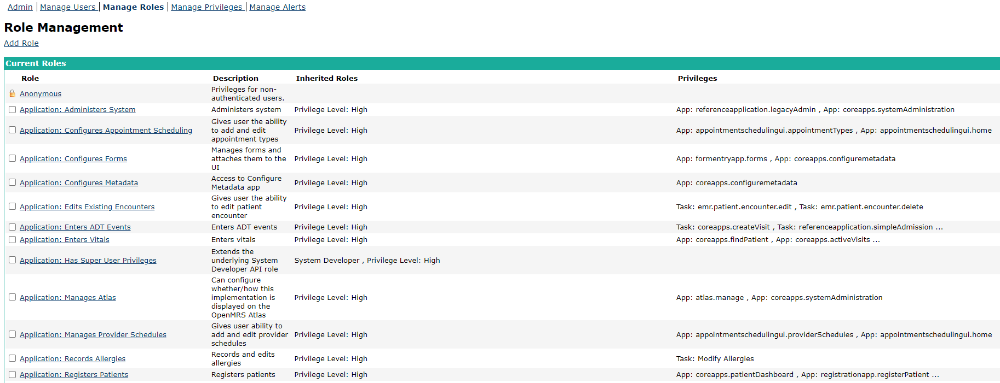 Admin | Manage Users | Manage Roles | Manage Privileges | Manage Alerts
Role Management
Add Role
Current Roles
Role Description Inherited Roles Privileges
Anonymous Privileges for non-
authenticated users.
Application: Administers System Administers system Privilege Level: High App: referenceapplication.legacyAdmin , App: coreapps.systemAdministration
Application: Configures Appointment Scheduling Gives user the ability
to add and edit
appointment types Privilege Level: High App: appointmentschedulingui.appointmentTypes , App: appointmentschedulingui.home
Application: Configures Forms Manages forms and
attaches them to the
UI Privilege Level: High App: formentryapp.forms , App: coreapps.configuremetadata
Application: Configures Metadata Access to Configure
Metadata app Privilege Level: High App: coreapps.configuremetadata
Application: Edits Existing Encounters Gives user the ability
to edit patient
encounter Privilege Level: High Task: emr.patient.encounter.edit , Task: emr.patient.encounter.delete
Application: Enters ADT Events Enters ADT events Privilege Level: High Task: coreapps.createVisit , Task: referenceapplication.simpleAdmission ...
Application: Enters Vitals Enters vitals Privilege Level: High App: coreapps.findPatient , App: coreapps.activeVisits ...
Application: Has Super User Privileges Extends the
underlying System
Developer API role System Developer , Privilege Level: High
Application: Manages Atlas Can configure
whether/how this
implementation is
displayed on the
OpenMRS Atlas Privilege Level: High App: atlas.manage , App: coreapps.systemAdministration
Application: Manages Provider Schedules Gives user ability to
add and edit provider
schedules Privilege Level: High App: appointmentschedulingui.providerSchedules , App: appointmentschedulingui.home
Application: Records Allergies Records and edits
allergies Privilege Level: High Task: Modify Allergies
Application: Registers Patients Registers patients Privilege Level: High App: coreapps.patientDashboard , App: registrationapp.registerPatient ...